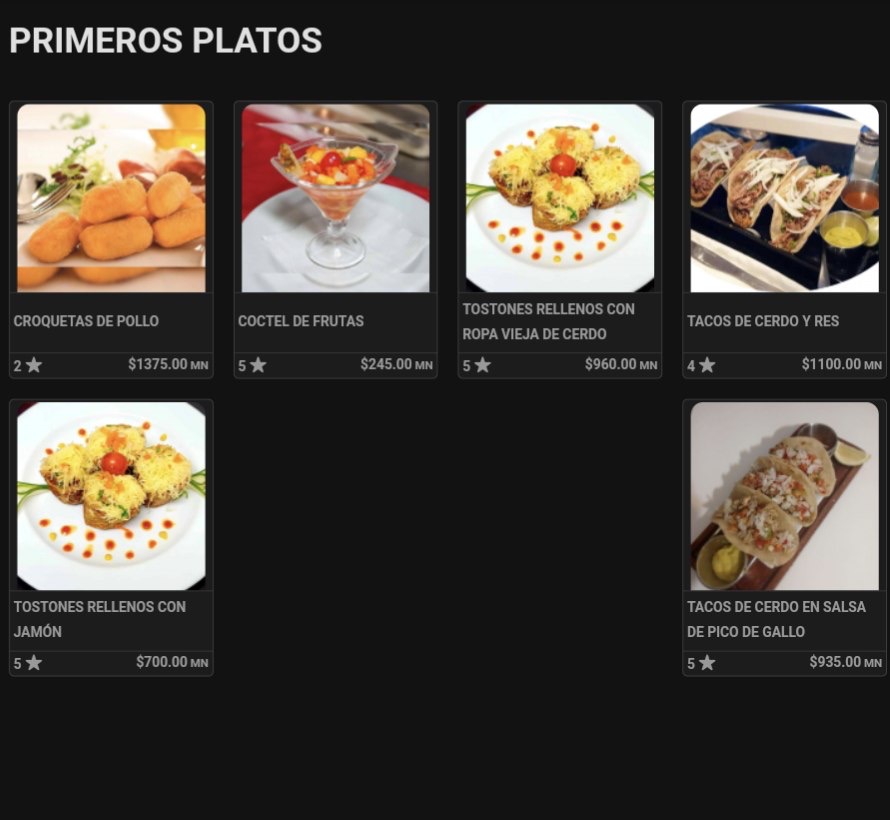 PRIMEROS PLATOS
CROQUETAS DE POLLO
2 ★ $1375.00 MN
COCTEL DE FRUTAS
5 ★ $245.00 MN
TOSTONES RELLENOS CON
ROPA VIEJA DE CERDO
5 ★ $960.00 MN
TACOS DE CERDO Y RES
4 ★ $1100.00 MN
TOSTONES RELLENOS CON
JAMÓN
5 ★ $700.00 MN
TACOS DE CERDO EN SALSA
DE PICO DE GALLO
5 ★ $935.00 MN